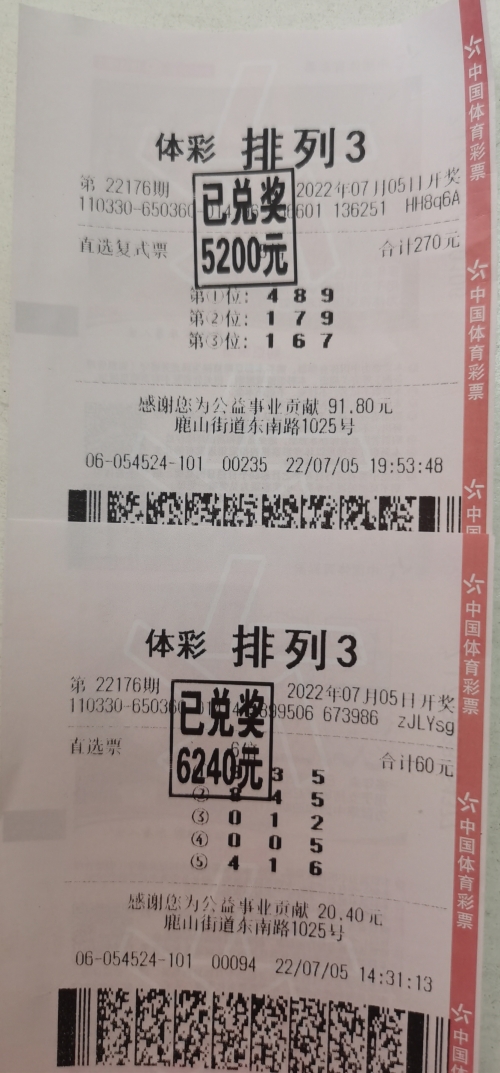 体彩 排列3
第 22176期 2022年07月05日开奖
110330-650360 6601 136251 HH8q6A
已兑奖
5200元
直选复式票 合计270元
第①位: 4 8 9
第②位: 1 7 9
第③位: 1 6 7
感谢您为公益事业贡献 91.80元
鹿山街道东南路1025号
06-054524-101 00235 22/07/05 19:53:48
中国体育彩票
中国体育彩票
中国
体彩 排列3
第 22176期 2022年07月05日开奖
110330-65036 899506 673986 zJLYsg
已兑奖
6240元
直选票 合计60元
3 5
② 8 4 5
③ 0 1 2
④ 0 0 5
⑤ 4 1 6
感谢您为公益事业贡献 20.40元
鹿山街道东南路1025号
06-054524-101 00094 22/07/05 14:31:13
中国体育彩票
中国体育彩票
中国体